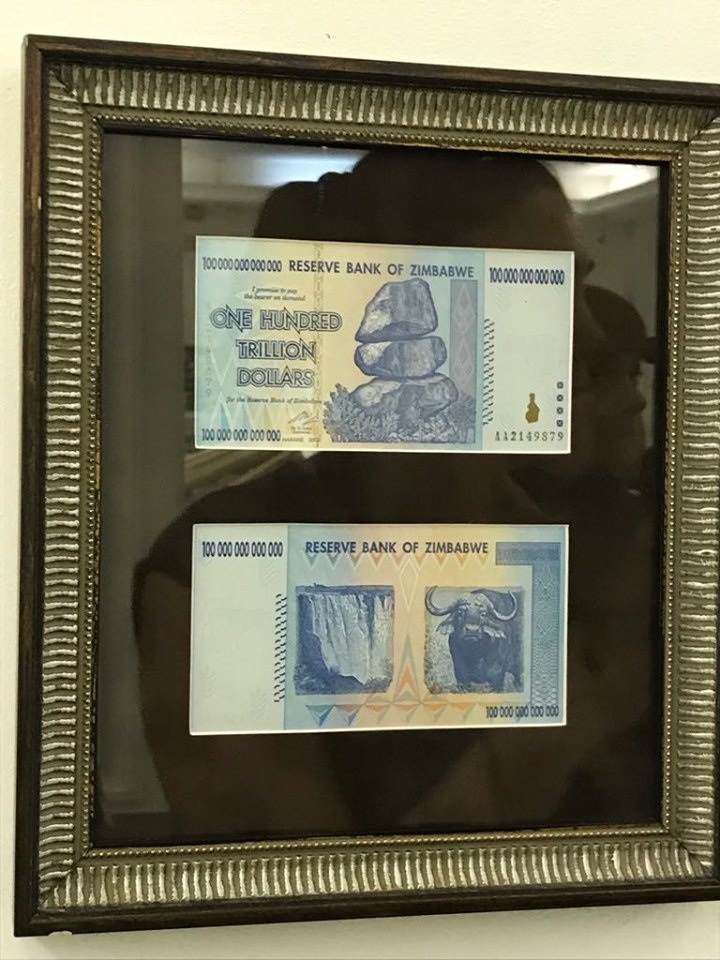 100 000 000 000 000 RESERVE BANK OF ZIMBABWE 100 000 000 000 000
I promise to pay
the bearer on demand
ONE HUNDRED
TRILLION
DOLLARS
for the Reserve Bank of Zimbabwe
100 000 000 000 000 HARARE
AA2149879
100 000 000 000 000 RESERVE BANK OF ZIMBABWE
100 000 000 000 000